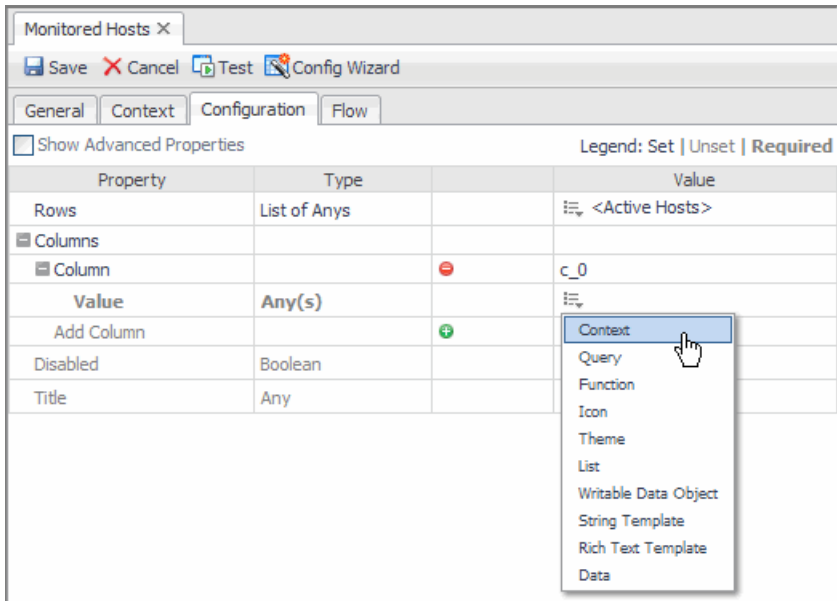 Monitored Hosts
Save Cancel Test Config Wizard
General Context Configuration Flow
Show Advanced Properties Legend: Set | Unset | Required
Property Type Value
Rows List of Anys <Active Hosts>
Columns
Column c_0
Value Any(s)
Add Column
Disabled Boolean
Title Any
Context
Query
Function
Icon
Theme
List
Writable Data Object
String Template
Rich Text Template
Data